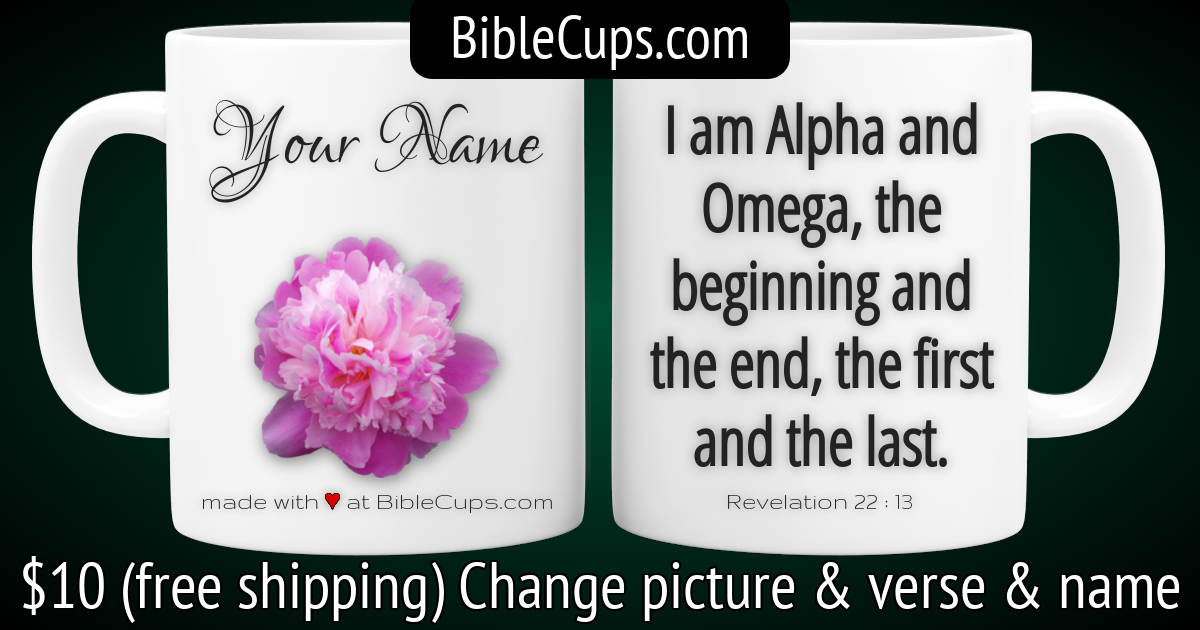 BibleCups.com
Your Name
made with ♥ at BibleCups.com
I am Alpha and
Omega, the
beginning and
the end, the first
and the last.
Revelation 22 : 13
$10 (free shipping) Change picture & verse & name